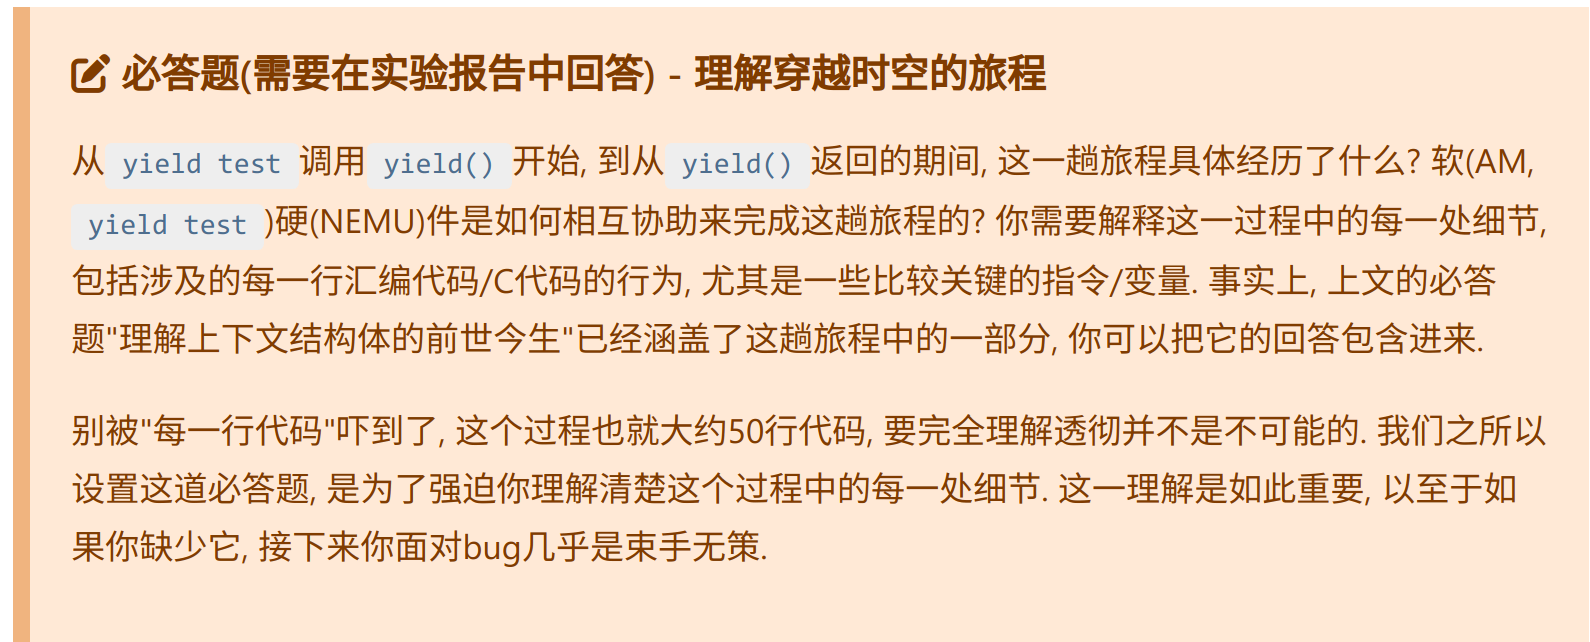 必答题(需要在实验报告中回答) - 理解穿越时空的旅程
从 yield test 调用 yield() 开始, 到从 yield() 返回的期间, 这一趟旅程具体经历了什么? 软(AM,
yield test )硬(NEMU)件是如何相互协助来完成这趟旅程的? 你需要解释这一过程中的每一处细节,
包括涉及的每一行汇编代码/C代码的行为, 尤其是一些比较关键的指令/变量. 事实上, 上文的必答
题"理解上下文结构体的前世今生"已经涵盖了这趟旅程中的一部分, 你可以把它的回答包含进来.
别被"每一行代码"吓到了, 这个过程也就大约50行代码, 要完全理解透彻并不是不可能的. 我们之所以
设置这道必答题, 是为了强迫你理解清楚这个过程中的每一处细节. 这一理解是如此重要, 以至于如
果你缺少它, 接下来你面对bug几乎是束手无策.